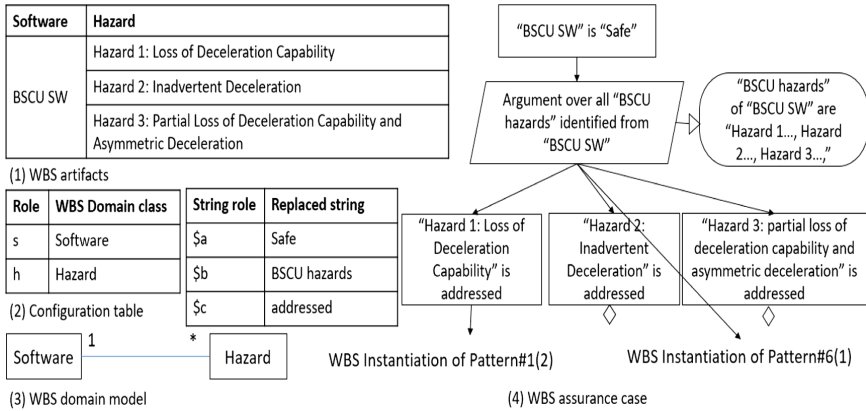 Software Hazard
BSCU SW
Hazard 1: Loss of Deceleration Capability
Hazard 2: Inadvertent Deceleration
Hazard 3: Partial Loss of Deceleration Capability and
Asymmetric Deceleration
(1) WBS artifacts
Role WBS Domain class
s Software
h Hazard
(2) Configuration table
String role Replaced string
$a Safe
$b BSCU hazards
$c addressed
Software 1 * Hazard
(3) WBS domain model
“BSCU SW” is “Safe”
Argument over all “BSCU
hazards” identified from
“BSCU SW”
“BSCU hazards”
of “BSCU SW” are
“Hazard 1..., Hazard
2..., Hazard 3...,”
“Hazard 1: Loss of
Deceleration
Capability” is
addressed
“Hazard 2:
Inadvertent
Deceleration” is
addressed
“Hazard 3: partial loss of
deceleration capability and
asymmetric deceleration” is
addressed
WBS Instantiation of Pattern#1(2)
WBS Instantiation of Pattern#6(1)
(4) WBS assurance case